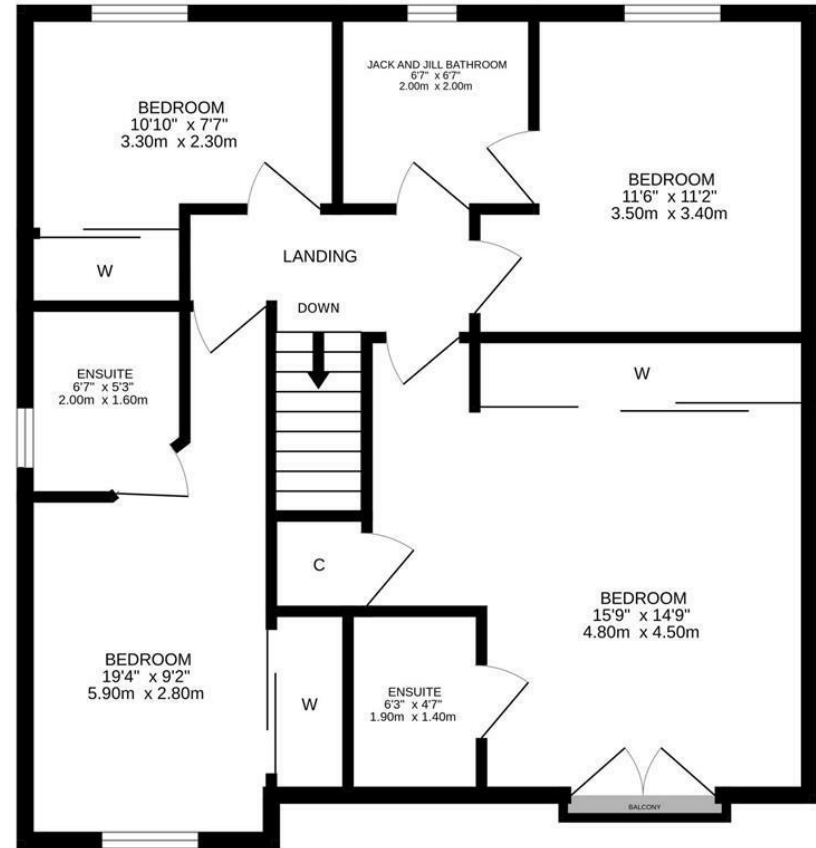 JACK AND JILL BATHROOM
6'7" x 6'7"
2.00m x 2.00m
BEDROOM
10'10" x 7'7"
3.30m x 2.30m
BEDROOM
11'6" x 11'2"
3.50m x 3.40m
LANDING
W
DOWN
ENSUITE
6'7" x 5'3"
2.00m x 1.60m
W
C
BEDROOM
15'9" x 14'9"
4.80m x 4.50m
BEDROOM
19'4" x 9'2"
5.90m x 2.80m
W
ENSUITE
6'3" x 4'7"
1.90m x 1.40m
BALCONY